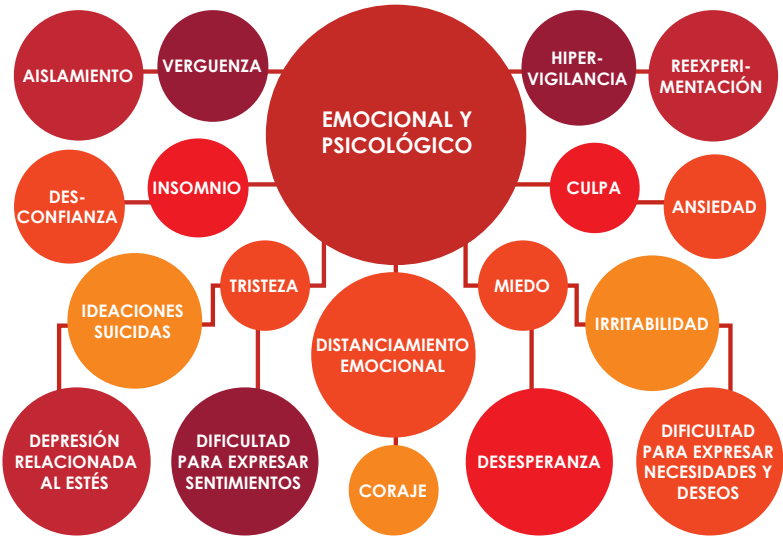 EMOCIONAL Y
PSICOLÓGICO
AISLAMIENTO
VERGUENZA
HIPER-
VIGILANCIA
REEXPERI-
MENTACIÓN
DES-
CONFIANZA
INSOMNIO
CULPA
ANSIEDAD
IDEACIONES
SUICIDAS
TRISTEZA
DISTANCIAMIENTO
EMOCIONAL
MIEDO
IRRITABILIDAD
DEPRESIÓN
RELACIONADA
AL ESTÉS
DIFICULTAD
PARA EXPRESAR
SENTIMIENTOS
CORAJE
DESESPERANZA
DIFICULTAD
PARA EXPRESAR
NECESIDADES Y
DESEOS